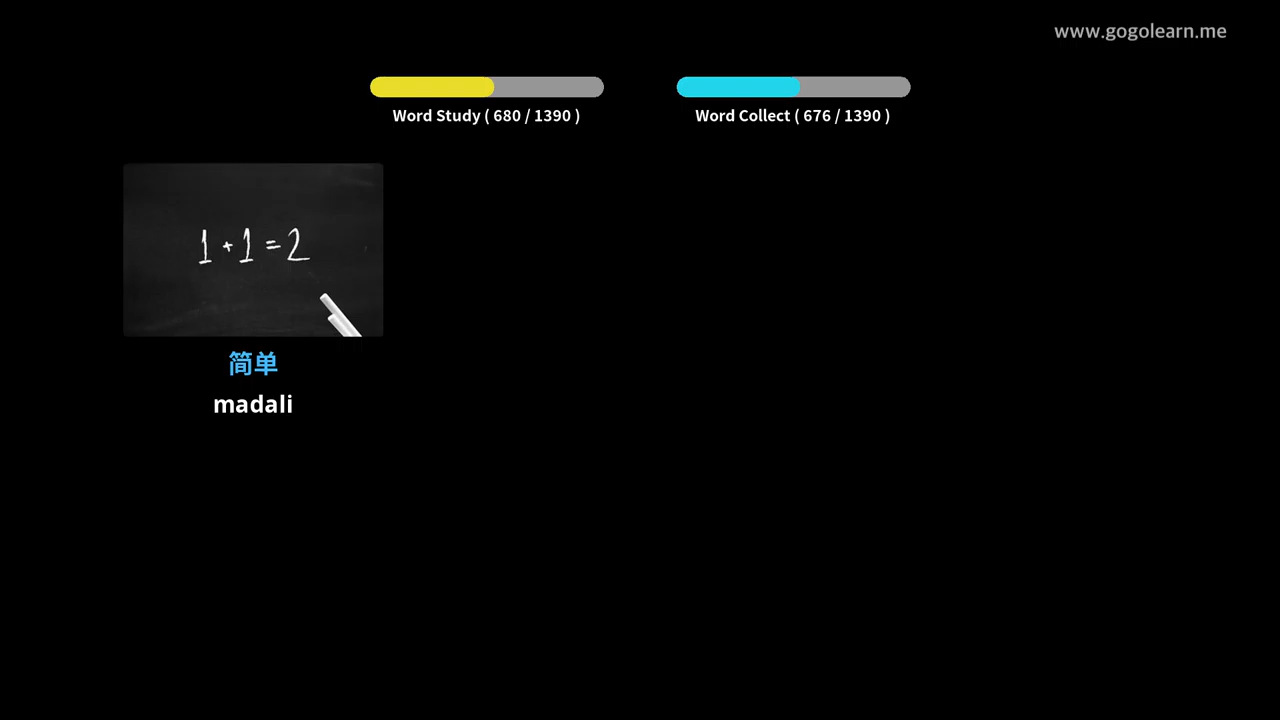 www.gogolearn.me
Word Study ( 680 / 1390 )
Word Collect ( 676 / 1390 )
1 + 1 = 2
简单
madali